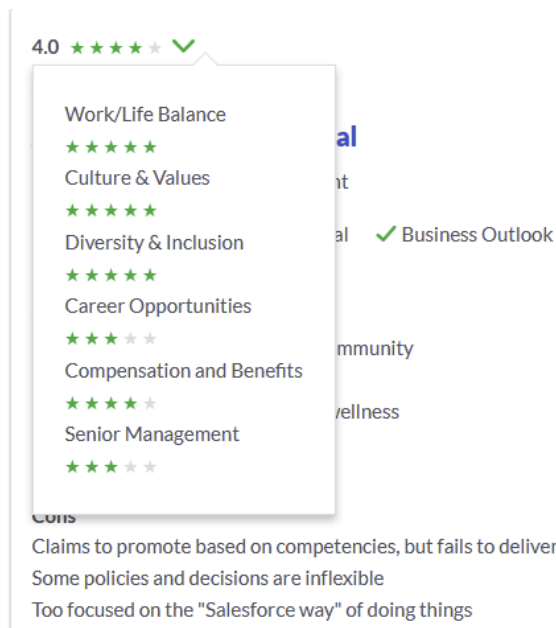 4.0
Work/Life Balance
al
Culture & Values
nt
Diversity & Inclusion
al
Business Outlook
Career Opportunities
mmunity
Compensation and Benefits
vellness
Senior Management
Cons
Claims to promote based on competencies, but fails to deliver
Some policies and decisions are inflexible
Too focused on the "Salesforce way" of doing things